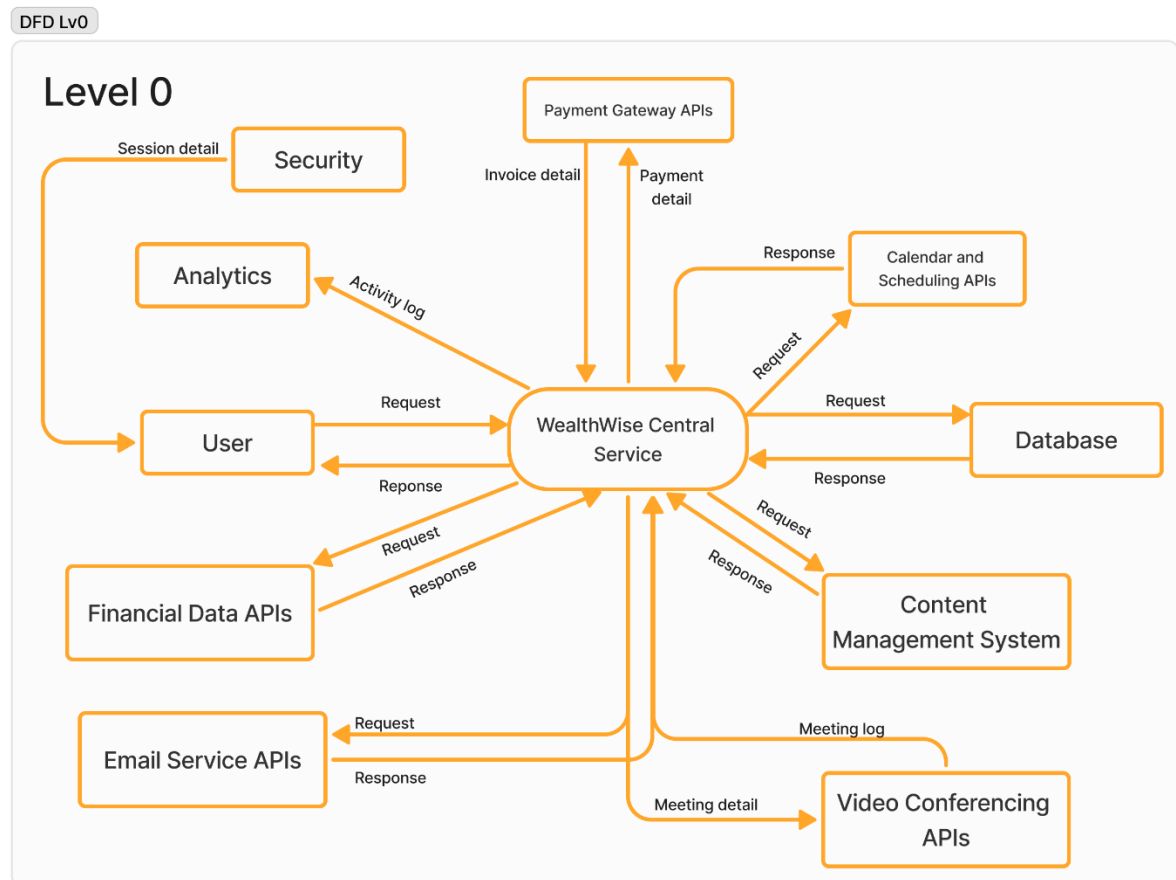 DFD Lv0
Level 0
Payment Gateway APIs
Session detail
Security
Invoice detail
Payment
detail
Analytics
Activity log
Response
Calendar and
Scheduling APIs
Request
User
Request
Reponse
WealthWise Central
Service
Request
Response
Database
Request
Response
Financial Data APIs
Request
Response
Content
Management System
Email Service APIs
Request
Response
Meeting log
Meeting detail
Video Conferencing
APIs